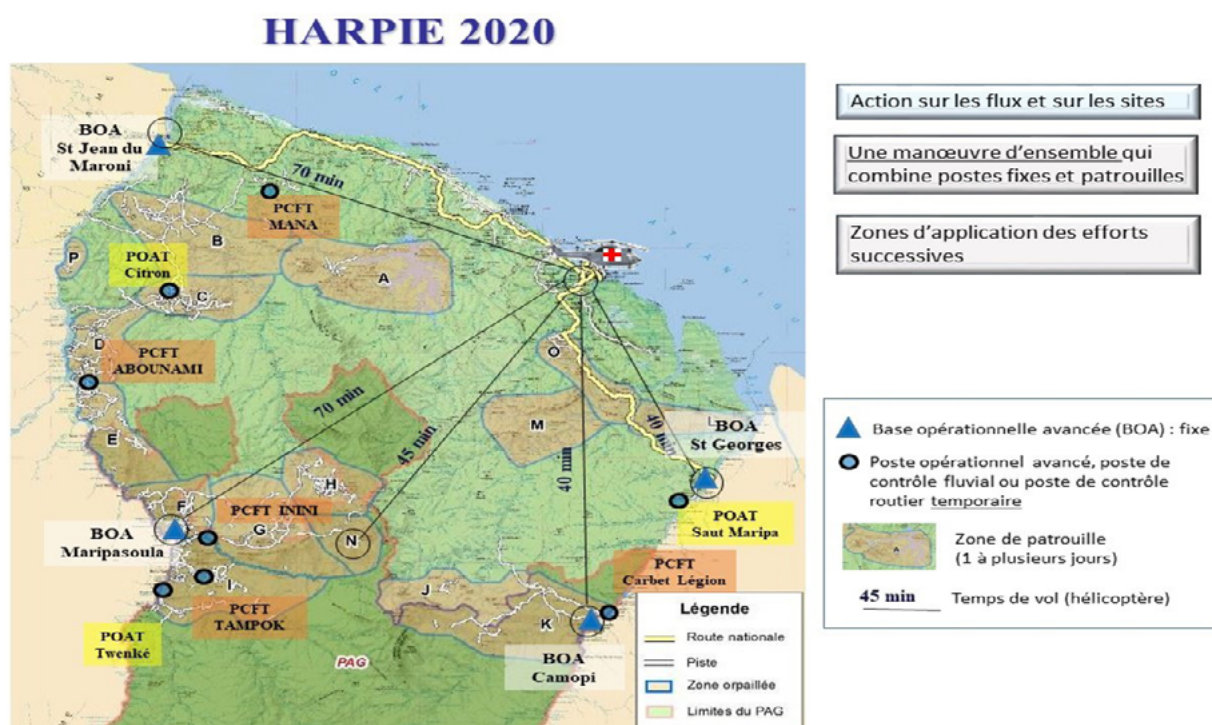 HARPIE 2020
BOA
St Jean du
Maroni
70 min
PCFT
MANA
POAT
Citron
P
B
A
C
D
PCFT
ABOUNAMI
E
O
M
70 min
45 min
40 min
40 min
BOA
St Georges
POAT
Saut Maripa
F
PCFT ININI
H
G
N
BOA
Maripasoula
I
PCFT
TAMPOK
POAT
Twenké
J
K
PCFT
Carbet Légion
BOA
Camopi
PAG
Légende
Route nationale
Piste
Zone orpaillée
Limites du PAG
Action sur les flux et sur les sites
Une manœuvre d'ensemble qui
combine postes fixes et patrouilles
Zones d'application des efforts
successives
Base opérationnelle avancée (BOA) : fixe
Poste opérationnel avancé, poste de
contrôle fluvial ou poste de contrôle
routier temporaire
A
Zone de patrouille
(1 à plusieurs jours)
45 min
Temps de vol (hélicoptère)